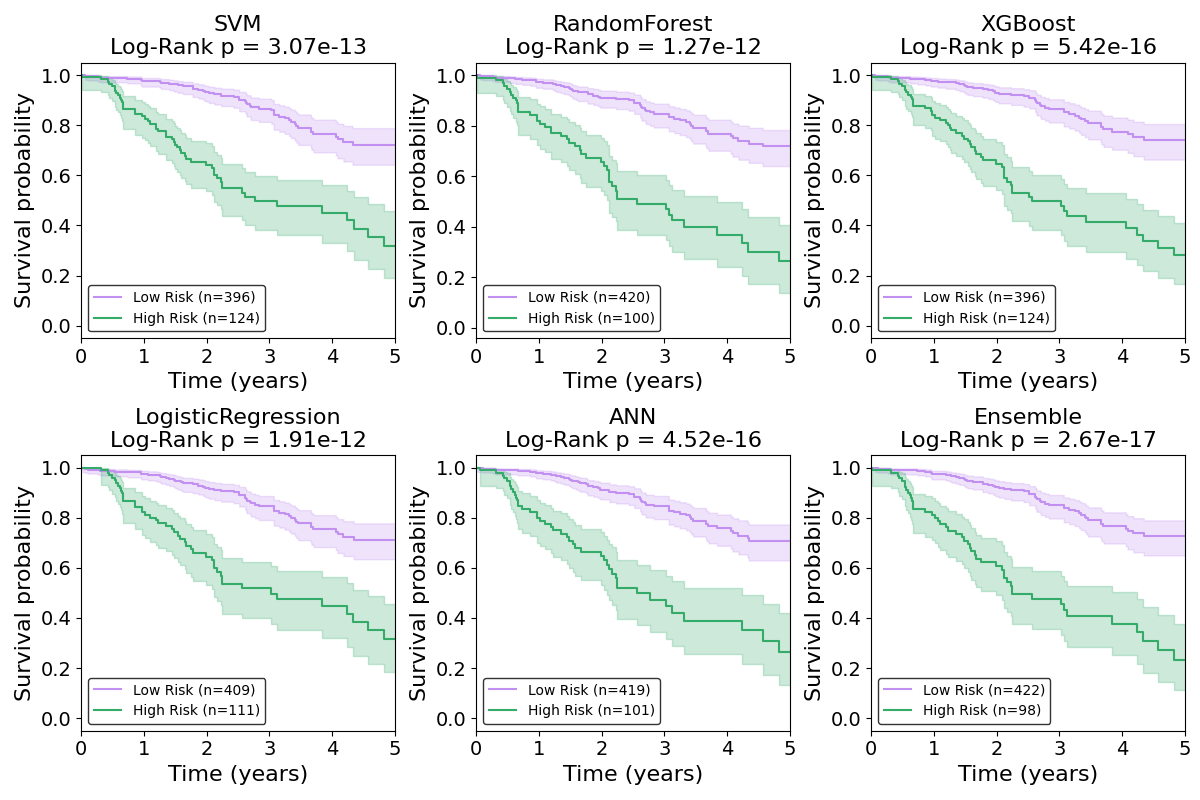 SVM
Log-Rank p = 3.07e-13
Survival probability
1.0
0.8
0.6
0.4
0.2
0.0
Low Risk (n=396)
High Risk (n=124)
0 1 2 3 4 5
Time (years)
RandomForest
Log-Rank p = 1.27e-12
Survival probability
1.0
0.8
0.6
0.4
0.2
0.0
Low Risk (n=420)
High Risk (n=100)
0 1 2 3 4 5
Time (years)
XGBoost
Log-Rank p = 5.42e-16
Survival probability
1.0
0.8
0.6
0.4
0.2
0.0
Low Risk (n=396)
High Risk (n=124)
0 1 2 3 4 5
Time (years)
LogisticRegression
Log-Rank p = 1.91e-12
Survival probability
1.0
0.8
0.6
0.4
0.2
0.0
Low Risk (n=409)
High Risk (n=111)
0 1 2 3 4 5
Time (years)
ANN
Log-Rank p = 4.52e-16
Survival probability
1.0
0.8
0.6
0.4
0.2
0.0
Low Risk (n=419)
High Risk (n=101)
0 1 2 3 4 5
Time (years)
Ensemble
Log-Rank p = 2.67e-17
Survival probability
1.0
0.8
0.6
0.4
0.2
0.0
Low Risk (n=422)
High Risk (n=98)
0 1 2 3 4 5
Time (years)